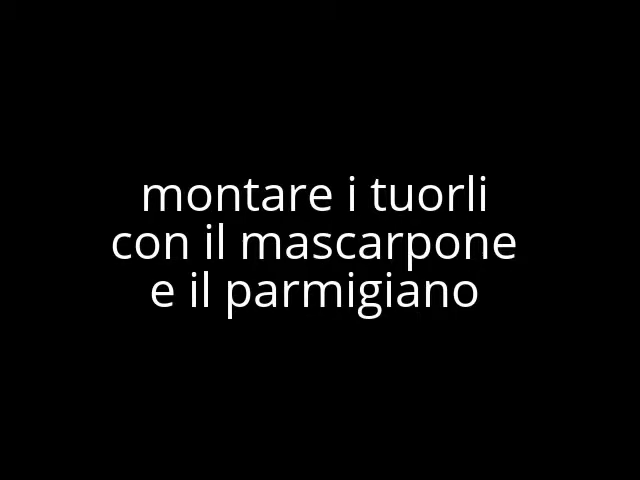 montare i tuorli
con il mascarpone
e il parmigiano